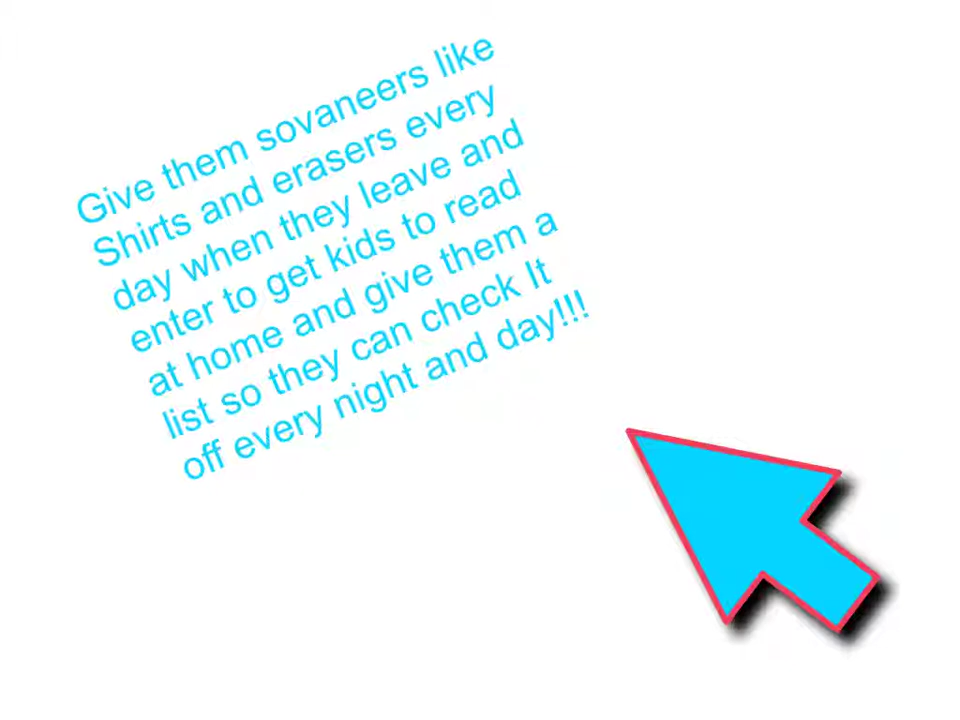 Give them sovaneers like
Shirts and erasers every
day when they leave and
enter to get kids to read
at home and give them a
list so they can check It
off every night and day!!!